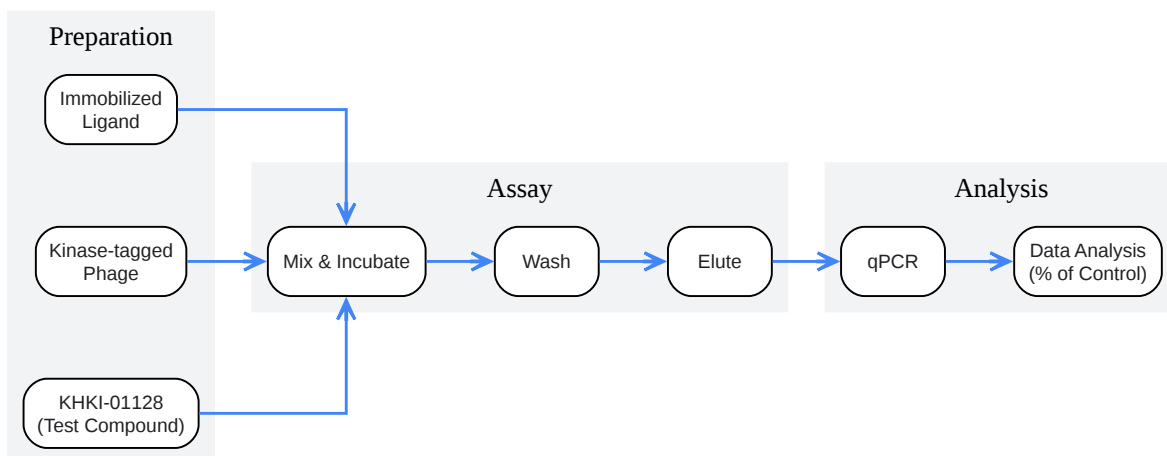 Preparation
Immobilized
Ligand
Kinase-tagged
Phage
KHKI-01128
(Test Compound)
Assay
Mix & Incubate
Wash
Elute
Analysis
qPCR
Data Analysis
(% of Control)